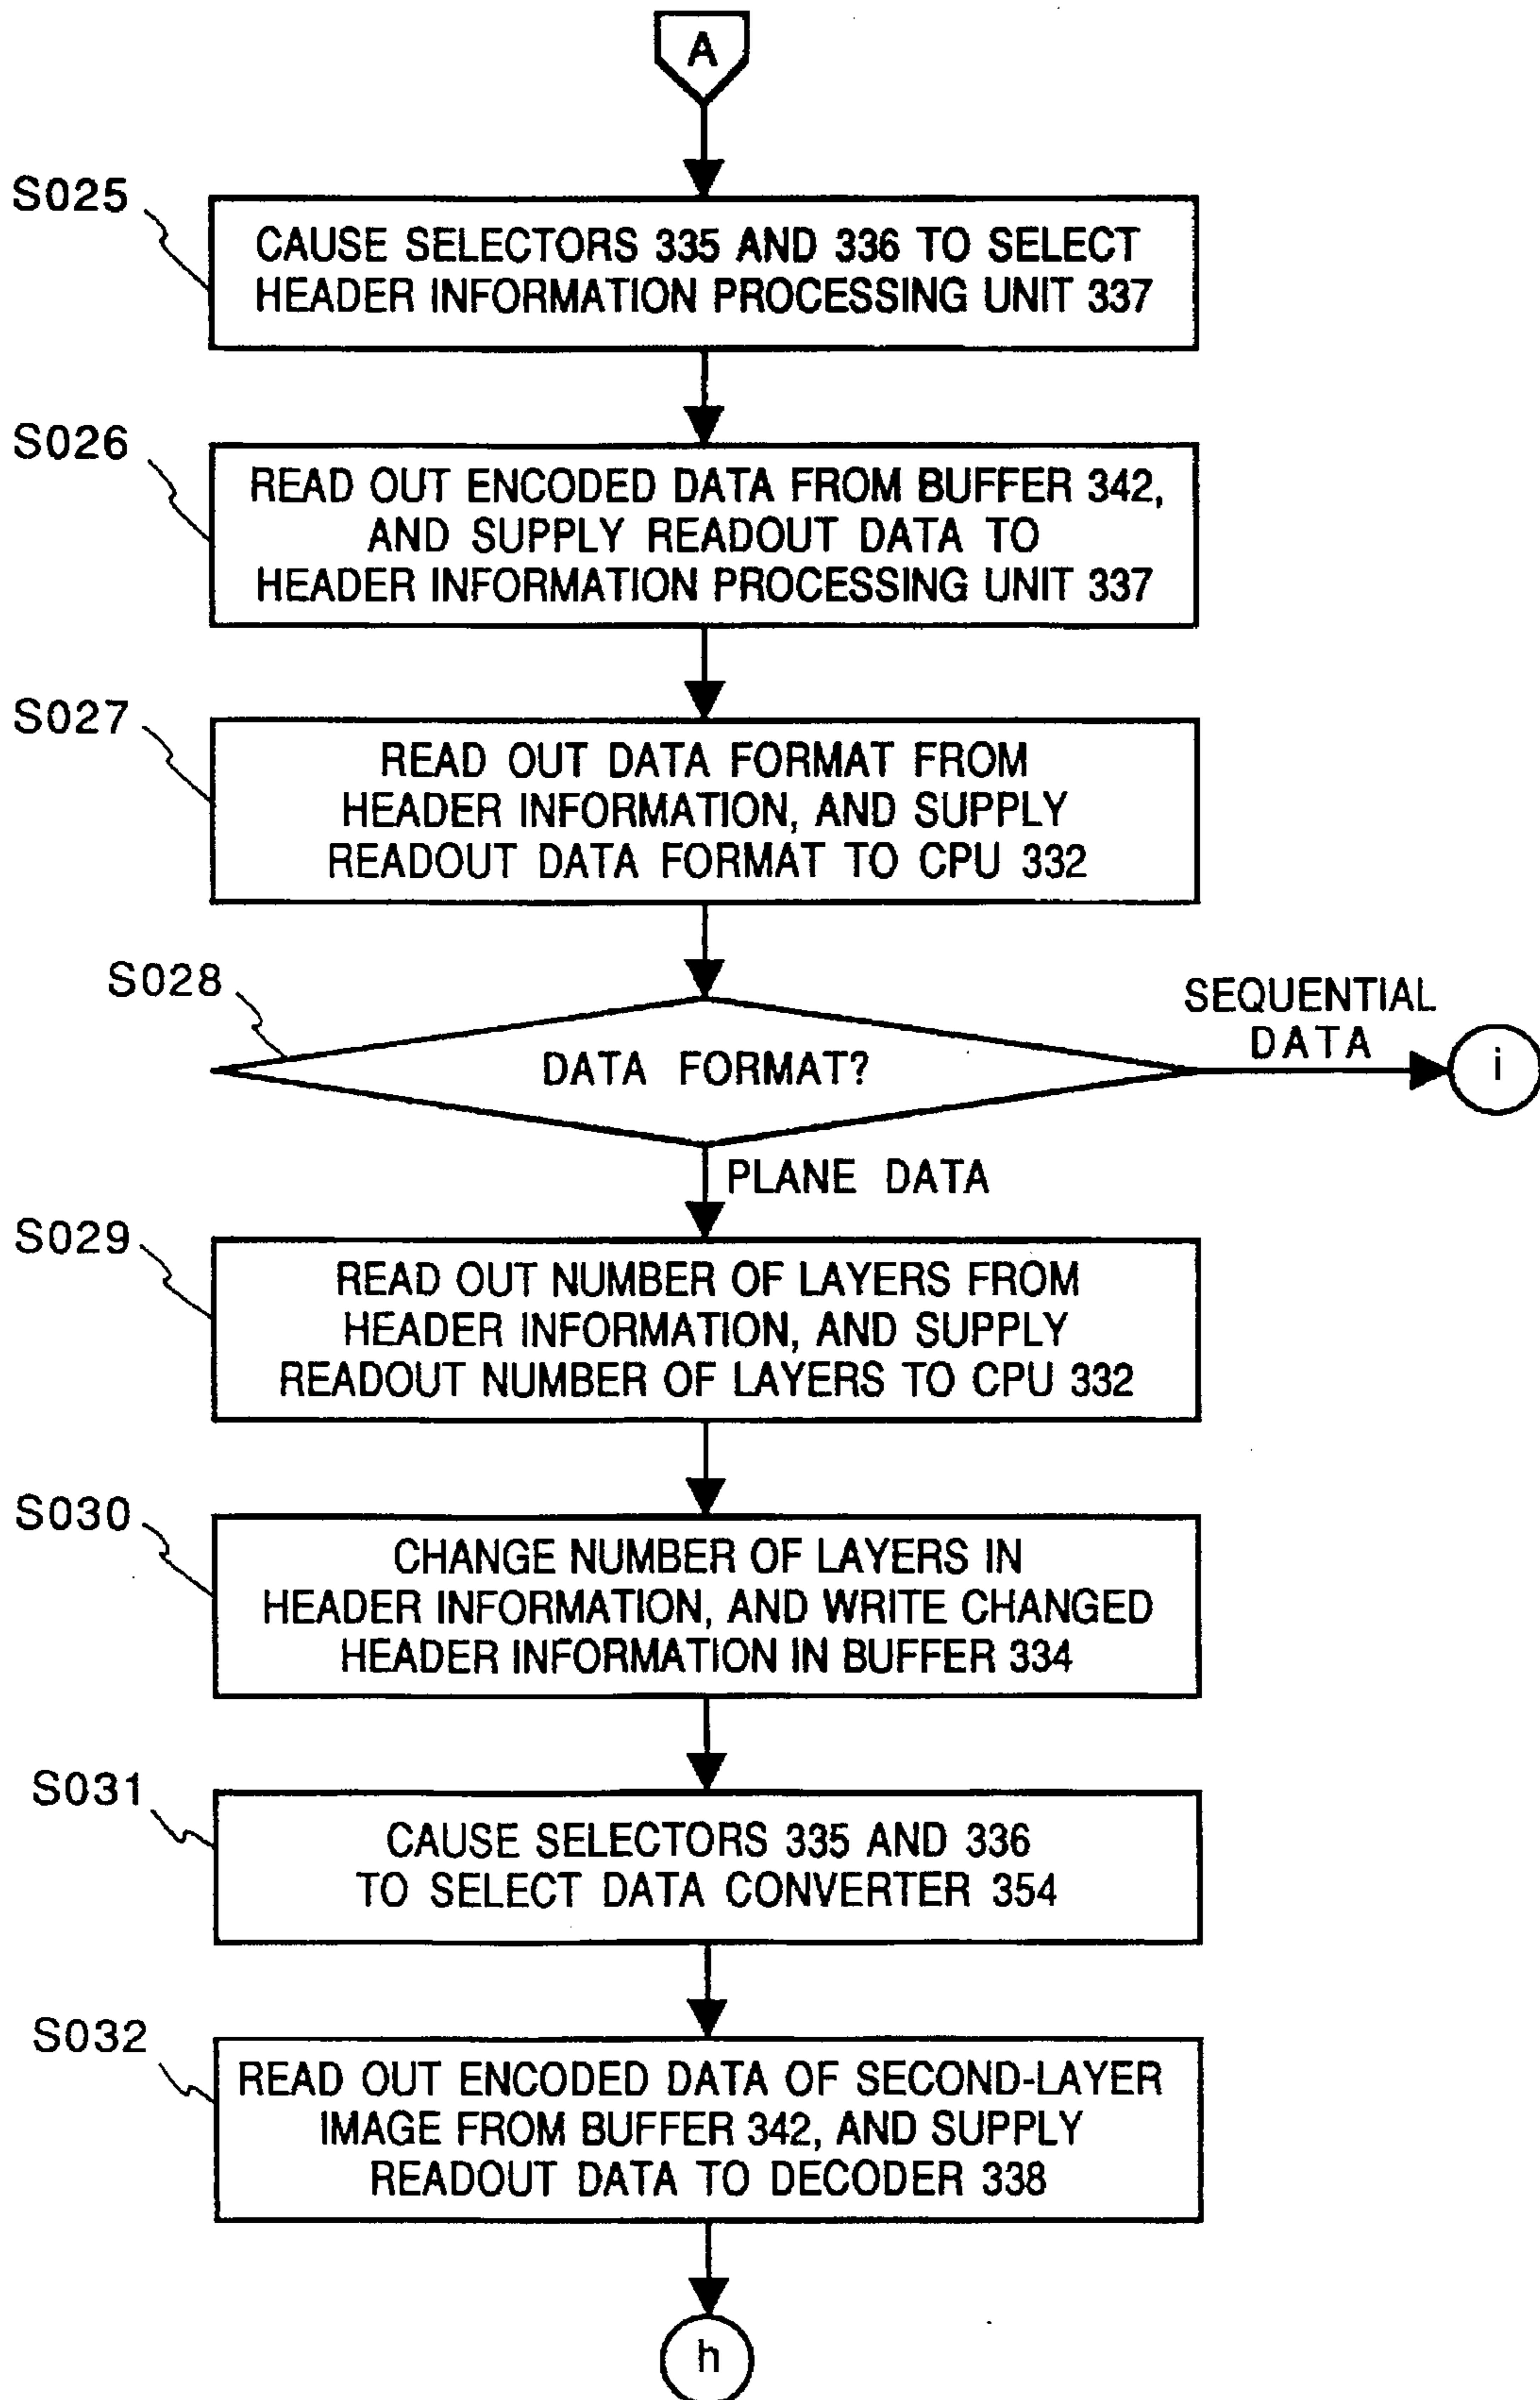 A
S025
CAUSE SELECTORS 335 AND 336 TO SELECT
HEADER INFORMATION PROCESSING UNIT 337
S026
READ OUT ENCODED DATA FROM BUFFER 342,
AND SUPPLY READOUT DATA TO
HEADER INFORMATION PROCESSING UNIT 337
S027
READ OUT DATA FORMAT FROM
HEADER INFORMATION, AND SUPPLY
READOUT DATA FORMAT TO CPU 332
S028
DATA FORMAT?
SEQUENTIAL
DATA
i
PLANE DATA
S029
READ OUT NUMBER OF LAYERS FROM
HEADER INFORMATION, AND SUPPLY
READOUT NUMBER OF LAYERS TO CPU 332
S030
CHANGE NUMBER OF LAYERS IN
HEADER INFORMATION, AND WRITE CHANGED
HEADER INFORMATION IN BUFFER 334
S031
CAUSE SELECTORS 335 AND 336
TO SELECT DATA CONVERTER 354
S032
READ OUT ENCODED DATA OF SECOND-LAYER
IMAGE FROM BUFFER 342, AND SUPPLY
READOUT DATA TO DECODER 338
h